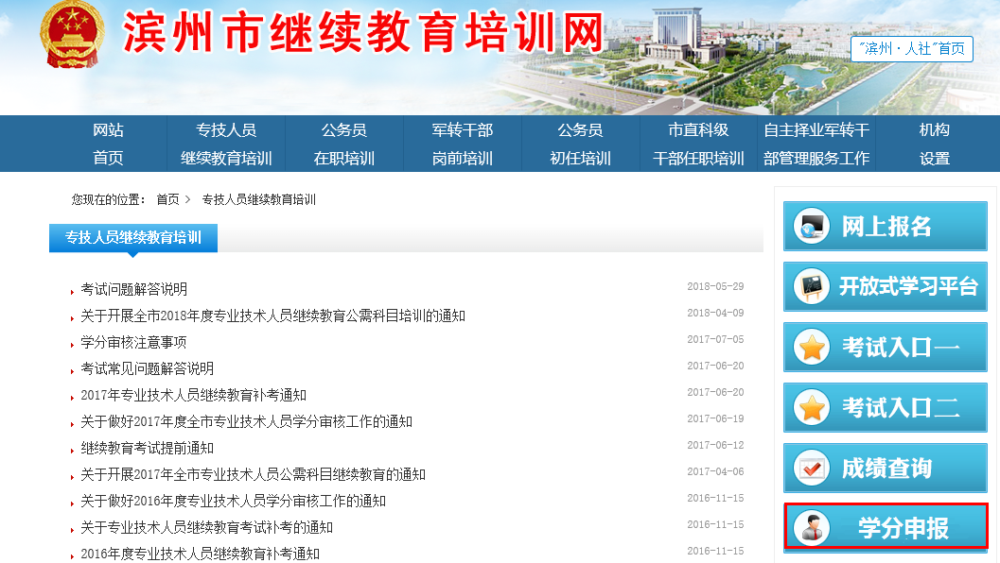 滨州市继续教育培训网
"滨州·人社"首页
网站 专技人员 公务员 军转干部 公务员 市直科级 自主择业军转干 机构
首页 继续教育培训 在职培训 岗前培训 初任培训 干部任职培训 部管理服务工作 设置
您现在的位置： 首页 > 专技人员继续教育培训
专技人员继续教育培训
考试问题解答说明 2018-05-29
关于开展全市2018年度专业技术人员继续教育公需科目培训的通知 2018-04-09
学分审核注意事项 2017-07-05
考试常见问题解答说明 2017-06-20
2017年专业技术人员继续教育补考通知 2017-06-20
关于做好2017年度全市专业技术人员学分审核工作的通知 2017-06-19
继续教育考试提前通知 2017-06-12
关于开展2017年全市专业技术人员公需科目继续教育的通知 2017-04-06
关于做好2016年度专业技术人员学分审核工作的通知 2016-11-15
关于专业技术人员继续教育考试补考的通知 2016-11-15
2016年度专业技术人员继续教育补考通知 2016-11-15
网上报名
开放式学习平台
考试入口一
考试入口二
成绩查询
学分申报